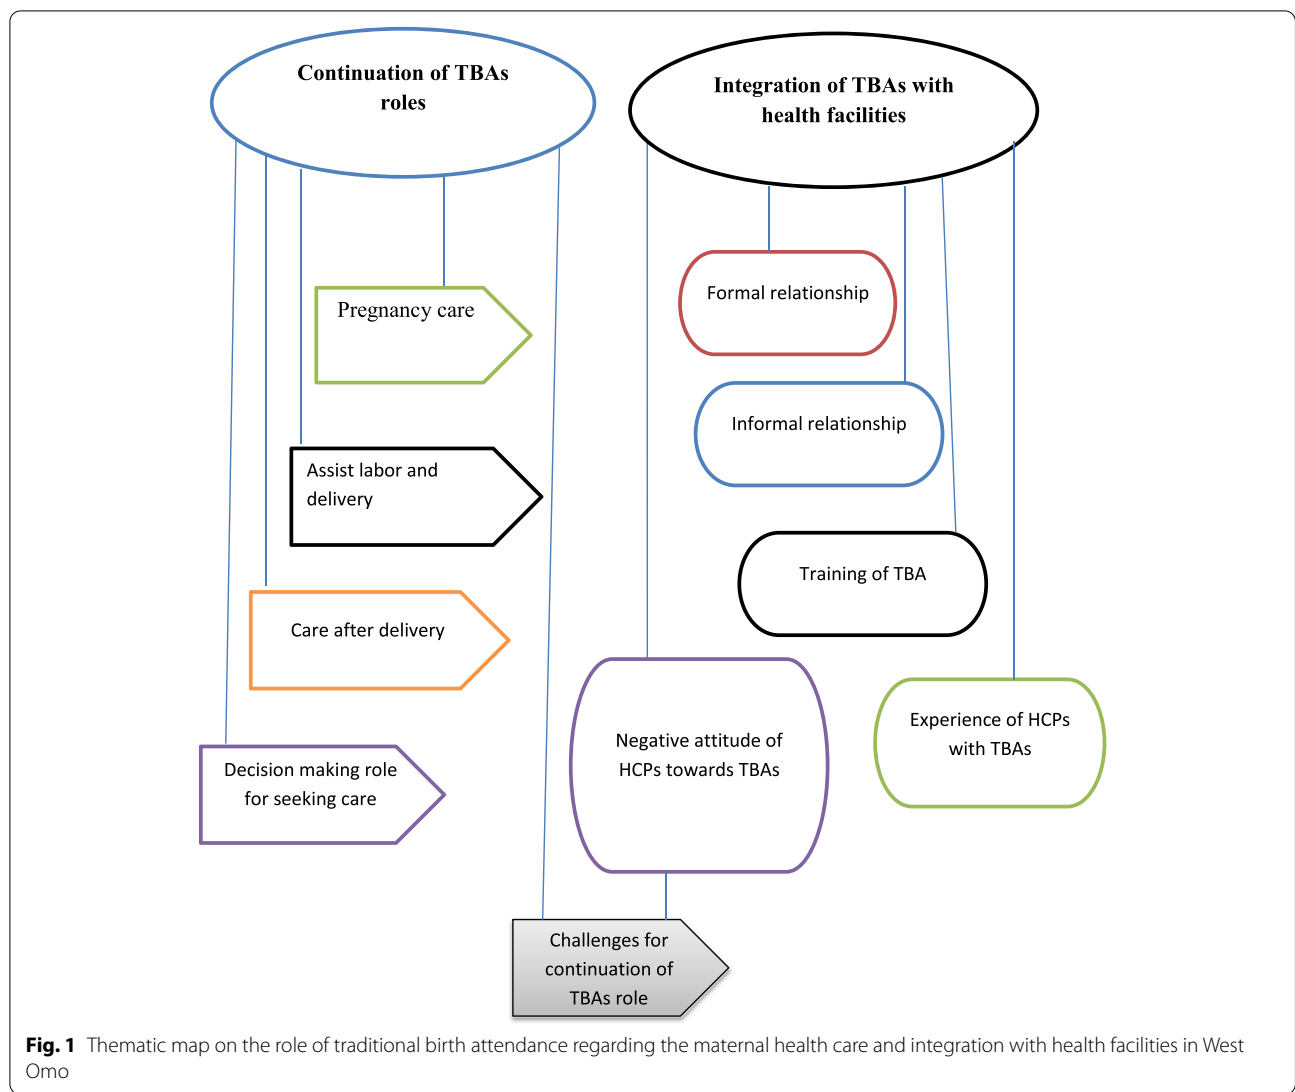 Continuation of TBAs
roles
Integration of TBAs with
health facilities
Pregnancy care
Assist labor and
delivery
Care after delivery
Decision making role
for seeking care
Formal relationship
Informal relationship
Training of TBA
Negative attitude of
HCPs towards TBAs
Experience of HCPs
with TBAs
Challenges for
continuation of
TBAs role
Fig. 1 Thematic map on the role of traditional birth attendance regarding the maternal health care and integration with health facilities in West
Omo